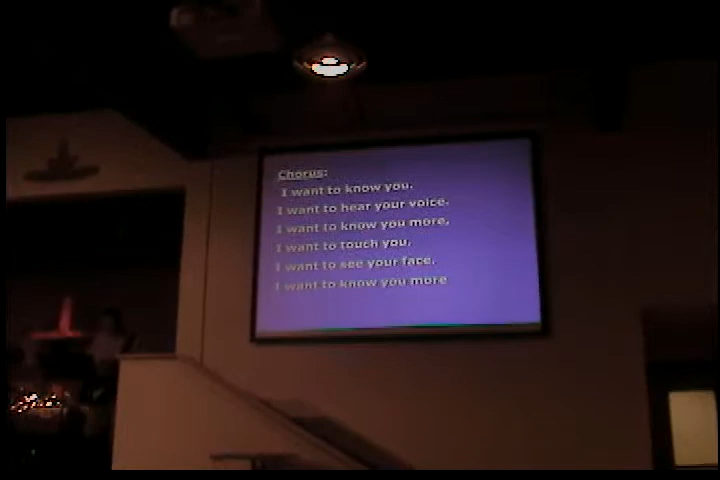 Chorus:
I want to know you.
I want to hear your voice.
I want to know you more.
I want to touch you.
I want to see your face.
I want to know you more